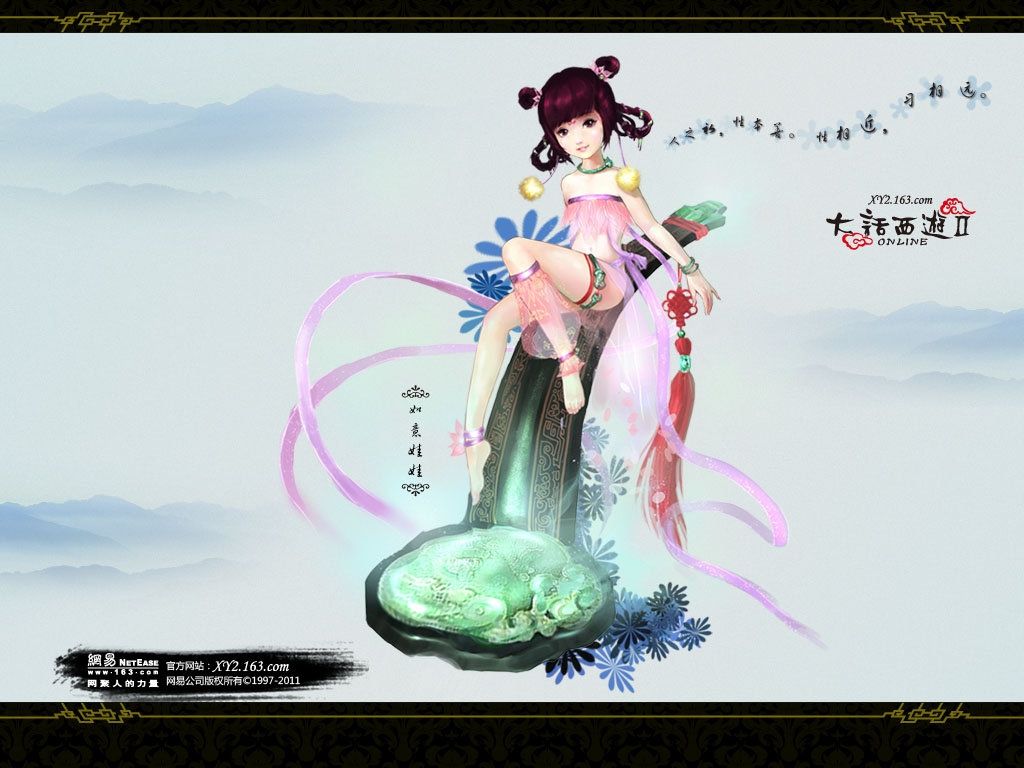 人之初，性本善。性相近，习相远。
XY2.163.com
大話西遊II
ONLINE
如意娃娃
網易 NETEASE
www.163.com
网聚人的力量
官方网站：XY2.163.com
网易公司版权所有©1997-2011